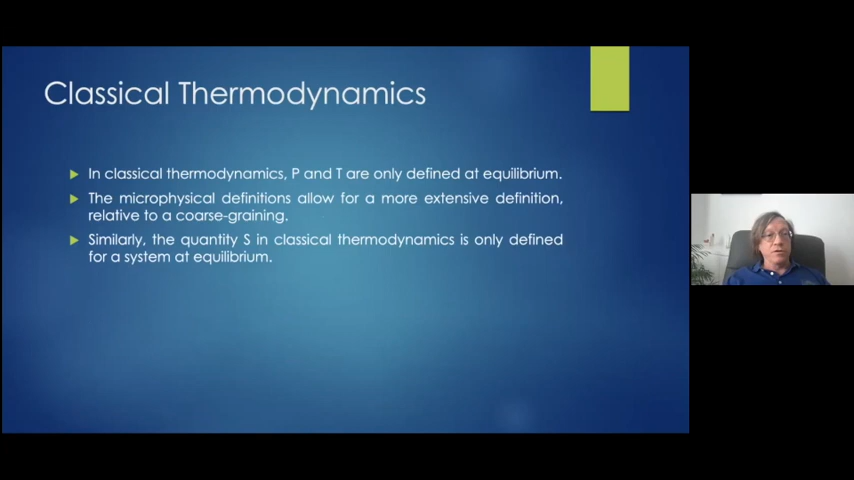 Classical Thermodynamics
In classical thermodynamics, P and T are only defined at equilibrium.
The microphysical definitions allow for a more extensive definition,
relative to a coarse-graining.
Similarly, the quantity S in classical thermodynamics is only defined
for a system at equilibrium.